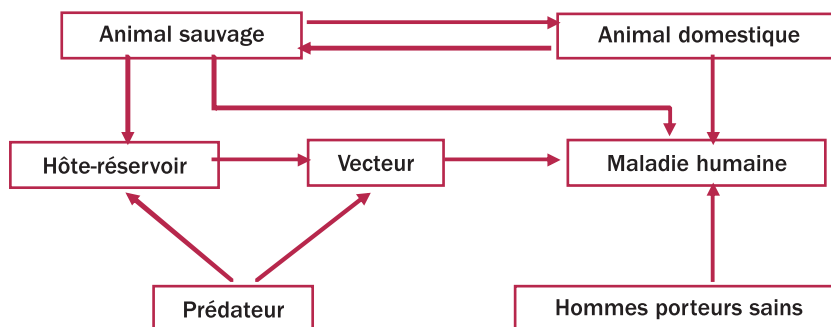 Animal sauvage
Animal domestique
Hôte-réservoir
Vecteur
Maladie humaine
Prédateur
Hommes porteurs sains